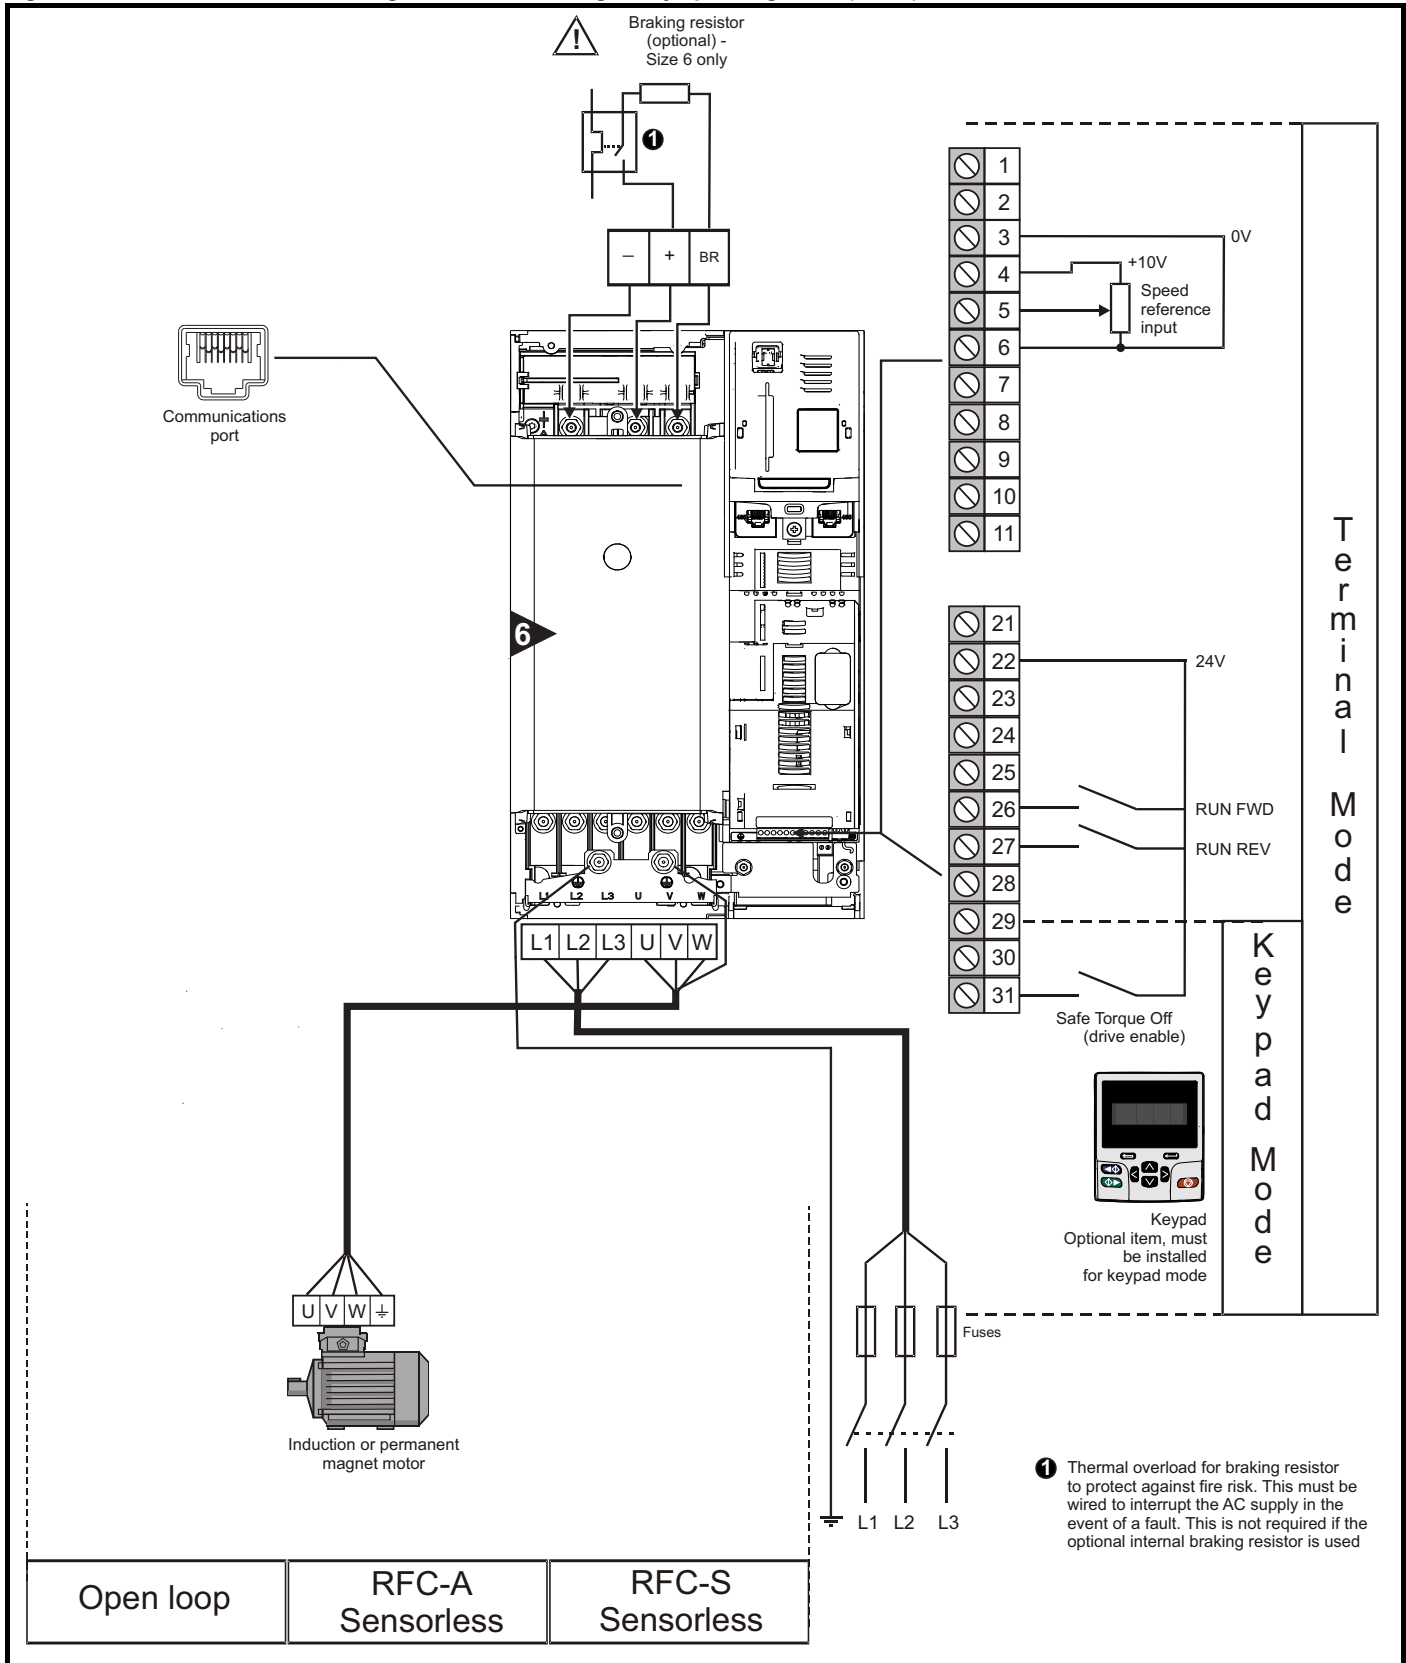 Braking resistor
(optional) -
Size 6 only
1
– + BR
Communications
port
6
1
2
3
4
5
6
7
8
9
10
11
0V
+10V
Speed
reference
input
21
22
23
24
25
26
27
28
29
30
31
24V
RUN FWD
RUN REV
Safe Torque Off
(drive enable)
Terminal Mode
Keypad Mode
L1 L2 L3 U V W
L1 L2 L3 U V W
Keypad
Optional item, must
be installed
for keypad mode
U V W
Induction or permanent
magnet motor
Fuses
L1 L2 L3
1 Thermal overload for braking resistor
to protect against fire risk. This must be
wired to interrupt the AC supply in the
event of a fault. This is not required if the
optional internal braking resistor is used
Open loop
RFC-A
Sensorless
RFC-S
Sensorless